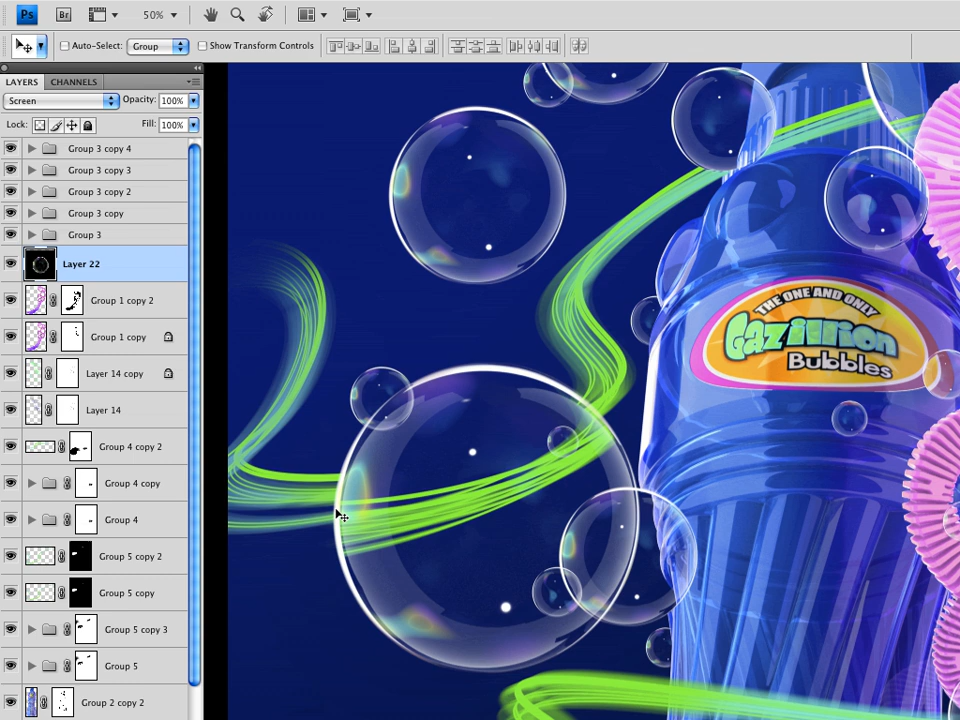 Ps
Br
50%
Auto-Select:
Group
Show Transform Controls
LAYERS
CHANNELS
Screen
Opacity:
100%
Lock:
Fill:
100%
Group 3 copy 4
Group 3 copy 3
Group 3 copy 2
Group 3 copy
Group 3
Layer 22
Group 1 copy 2
Group 1 copy
Layer 14 copy
Layer 14
Group 4 copy 2
Group 4 copy
Group 4
Group 5 copy 2
Group 5 copy
Group 5 copy 3
Group 5
Group 2 copy 2
THE ONE AND ONLY
Gazillion
Bubbles